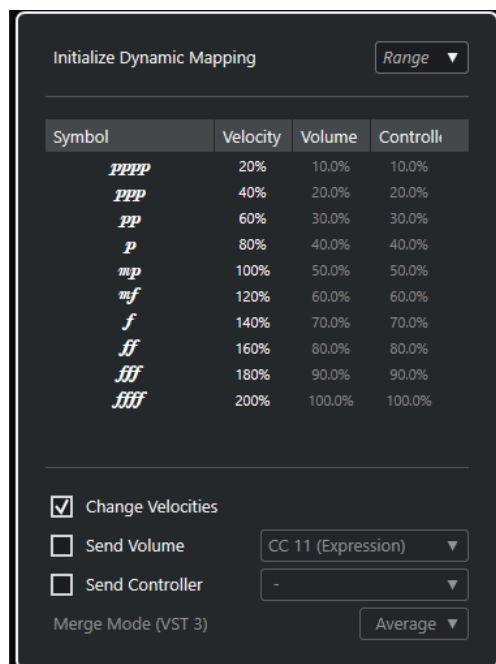 Initialize Dynamic Mapping Range
Symbol Velocity Volume Controlle
pppp 20% 10.0% 10.0%
ppp 40% 20.0% 20.0%
pp 60% 30.0% 30.0%
p 80% 40.0% 40.0%
mp 100% 50.0% 50.0%
mf 120% 60.0% 60.0%
f 140% 70.0% 70.0%
ff 160% 80.0% 80.0%
fff 180% 90.0% 90.0%
ffff 200% 100.0% 100.0%
Change Velocities
Send Volume CC 11 (Expression)
Send Controller -
Merge Mode (VST 3) Average